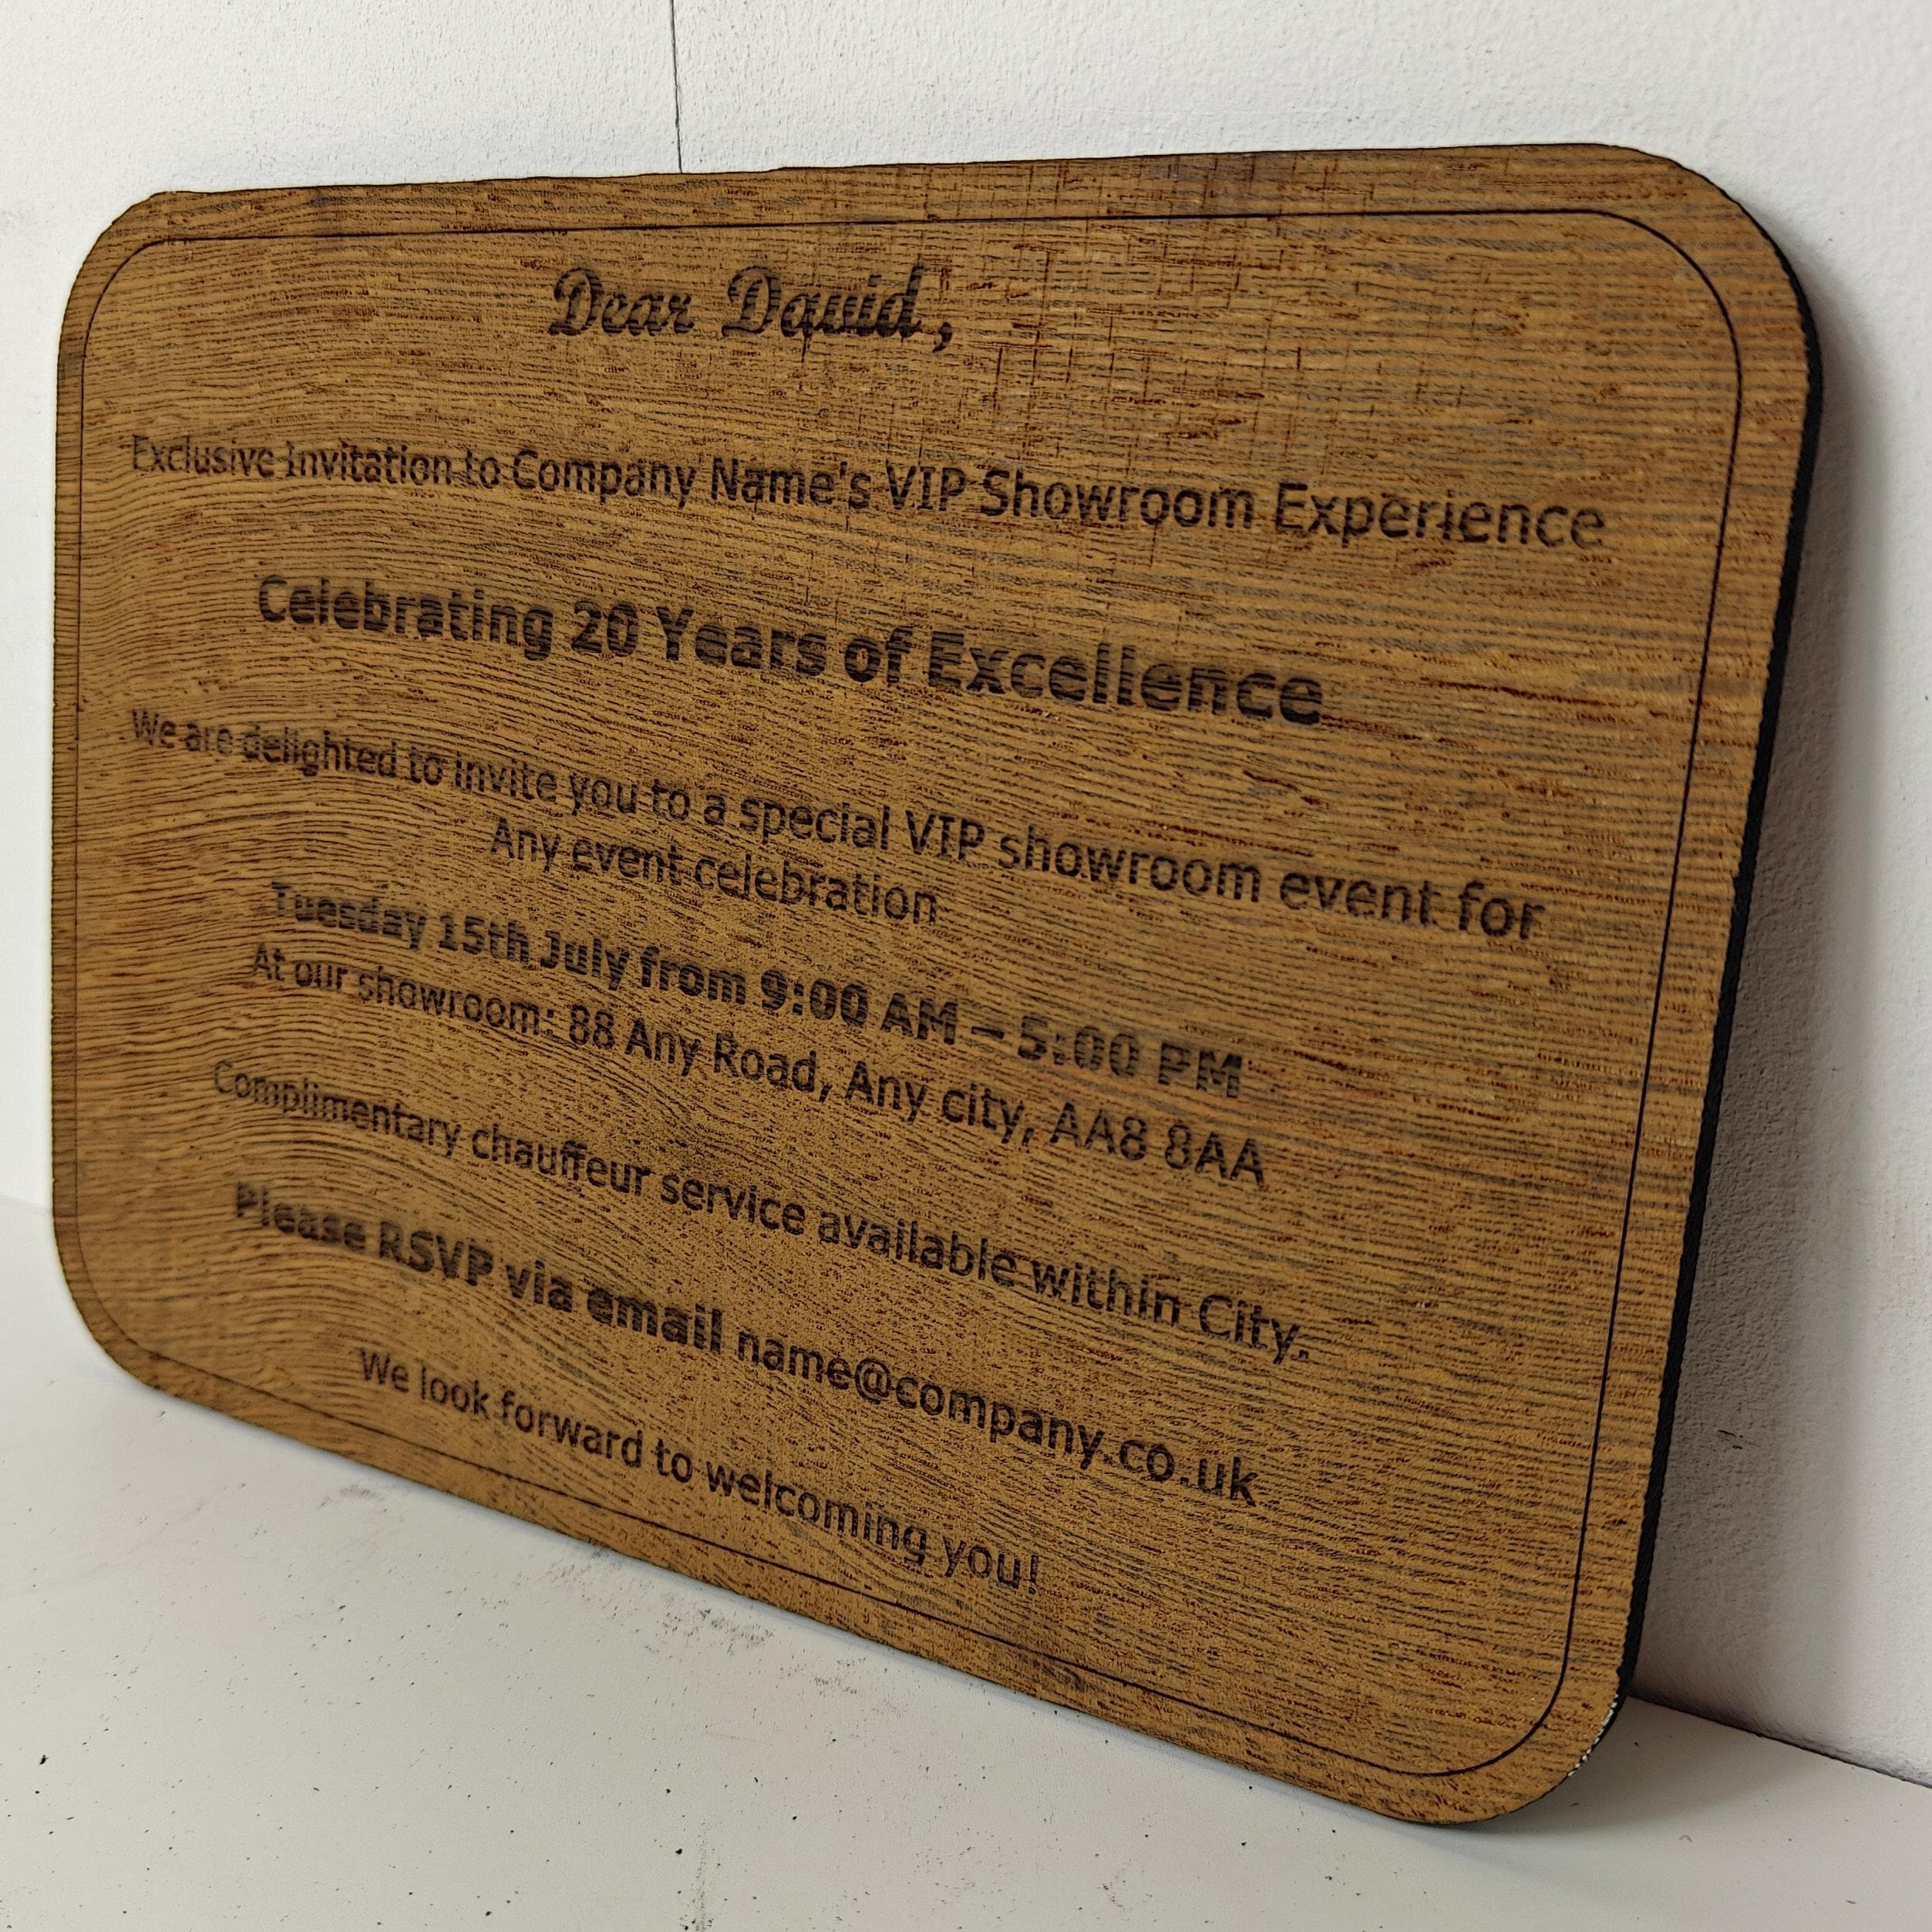 Dear David,
Exclusive Invitation to Company Name's VIP Showroom Experience
Celebrating 20 Years of Excellence
We are delighted to invite you to a special VIP showroom event for
Any event celebration
Tuesday 15th July from 9:00 AM – 5:00 PM
At our showroom: 88 Any Road, Any city, AA8 8AA
Complimentary chauffeur service available within City.
Please RSVP via email name@company.co.uk
We look forward to welcoming you!